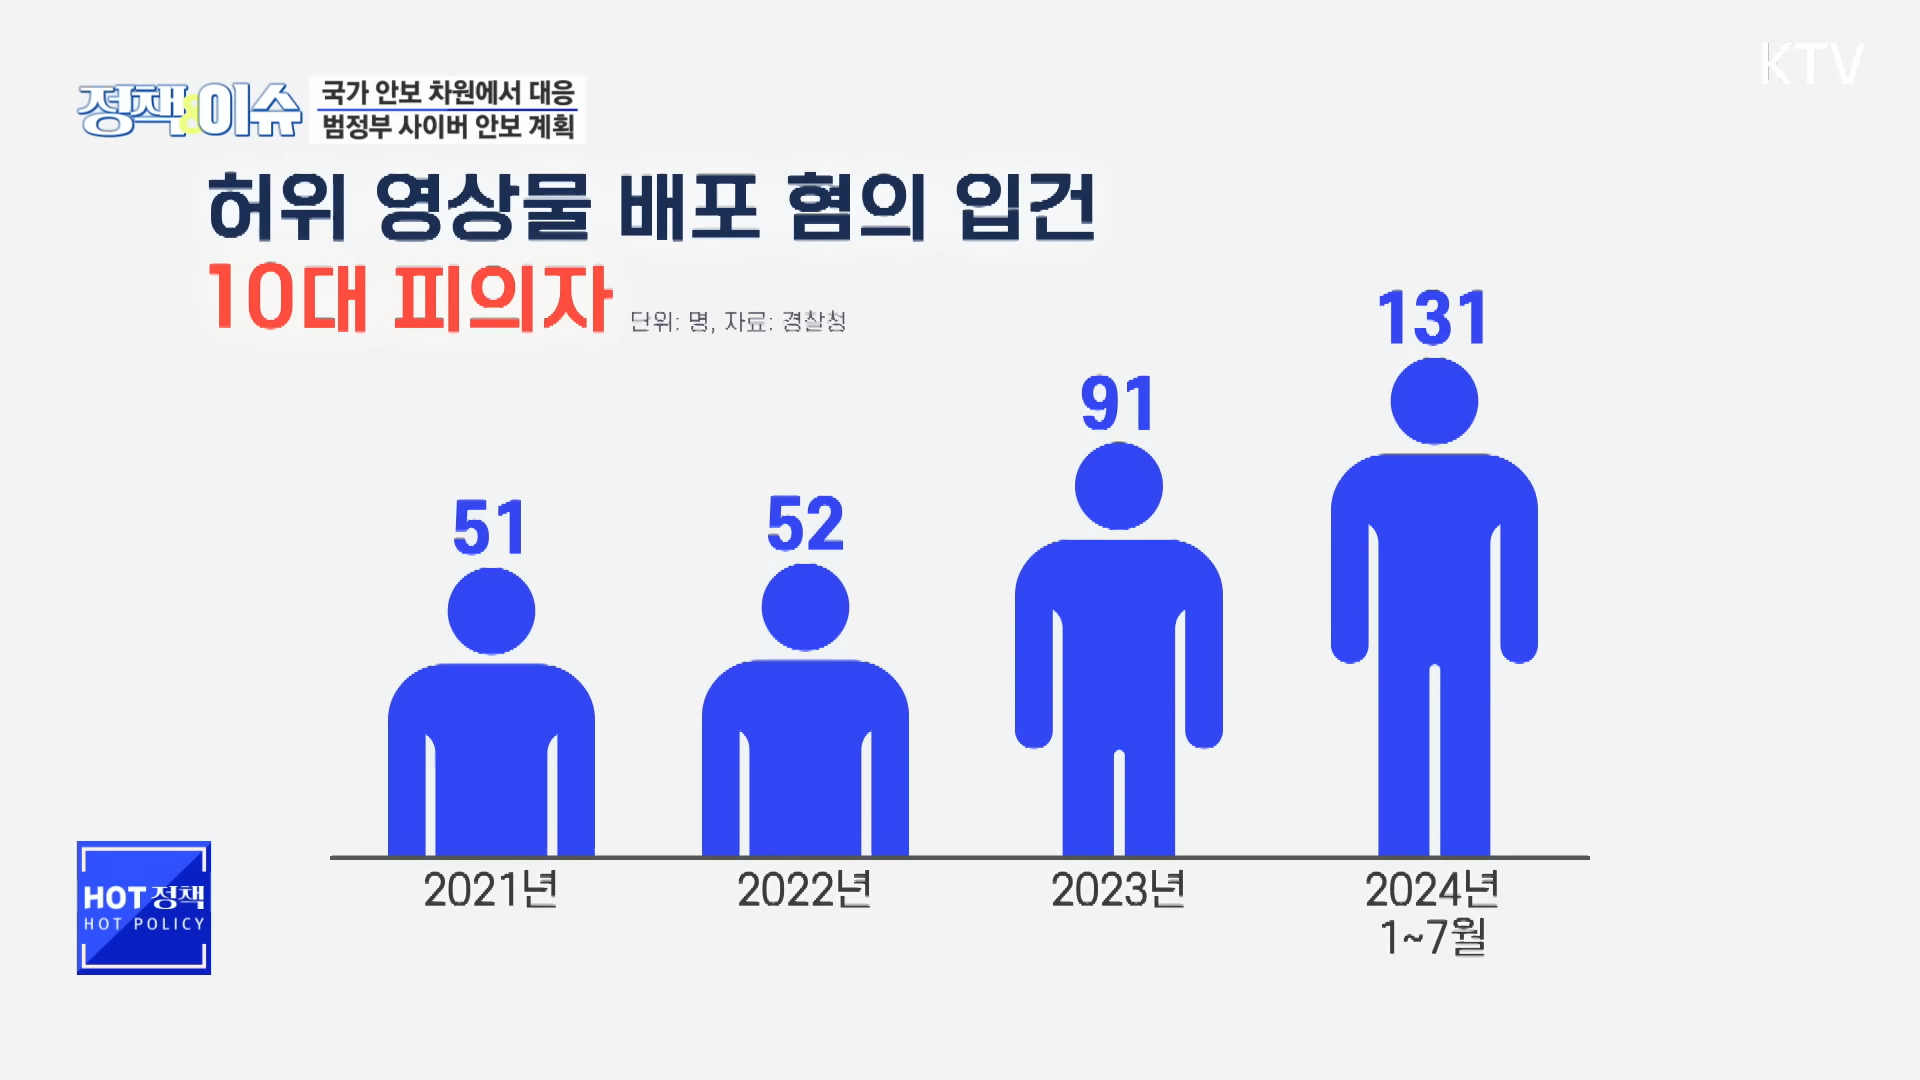 KTV
정책&이슈
국가 안보 차원에서 대응
범정부 사이버 안보 계획
허위 영상물 배포 혐의 입건
10대 피의자
단위: 명, 자료: 경찰청
51
52
91
131
2021년
2022년
2023년
2024년
1~7월
HOT 정책
HOT POLICY